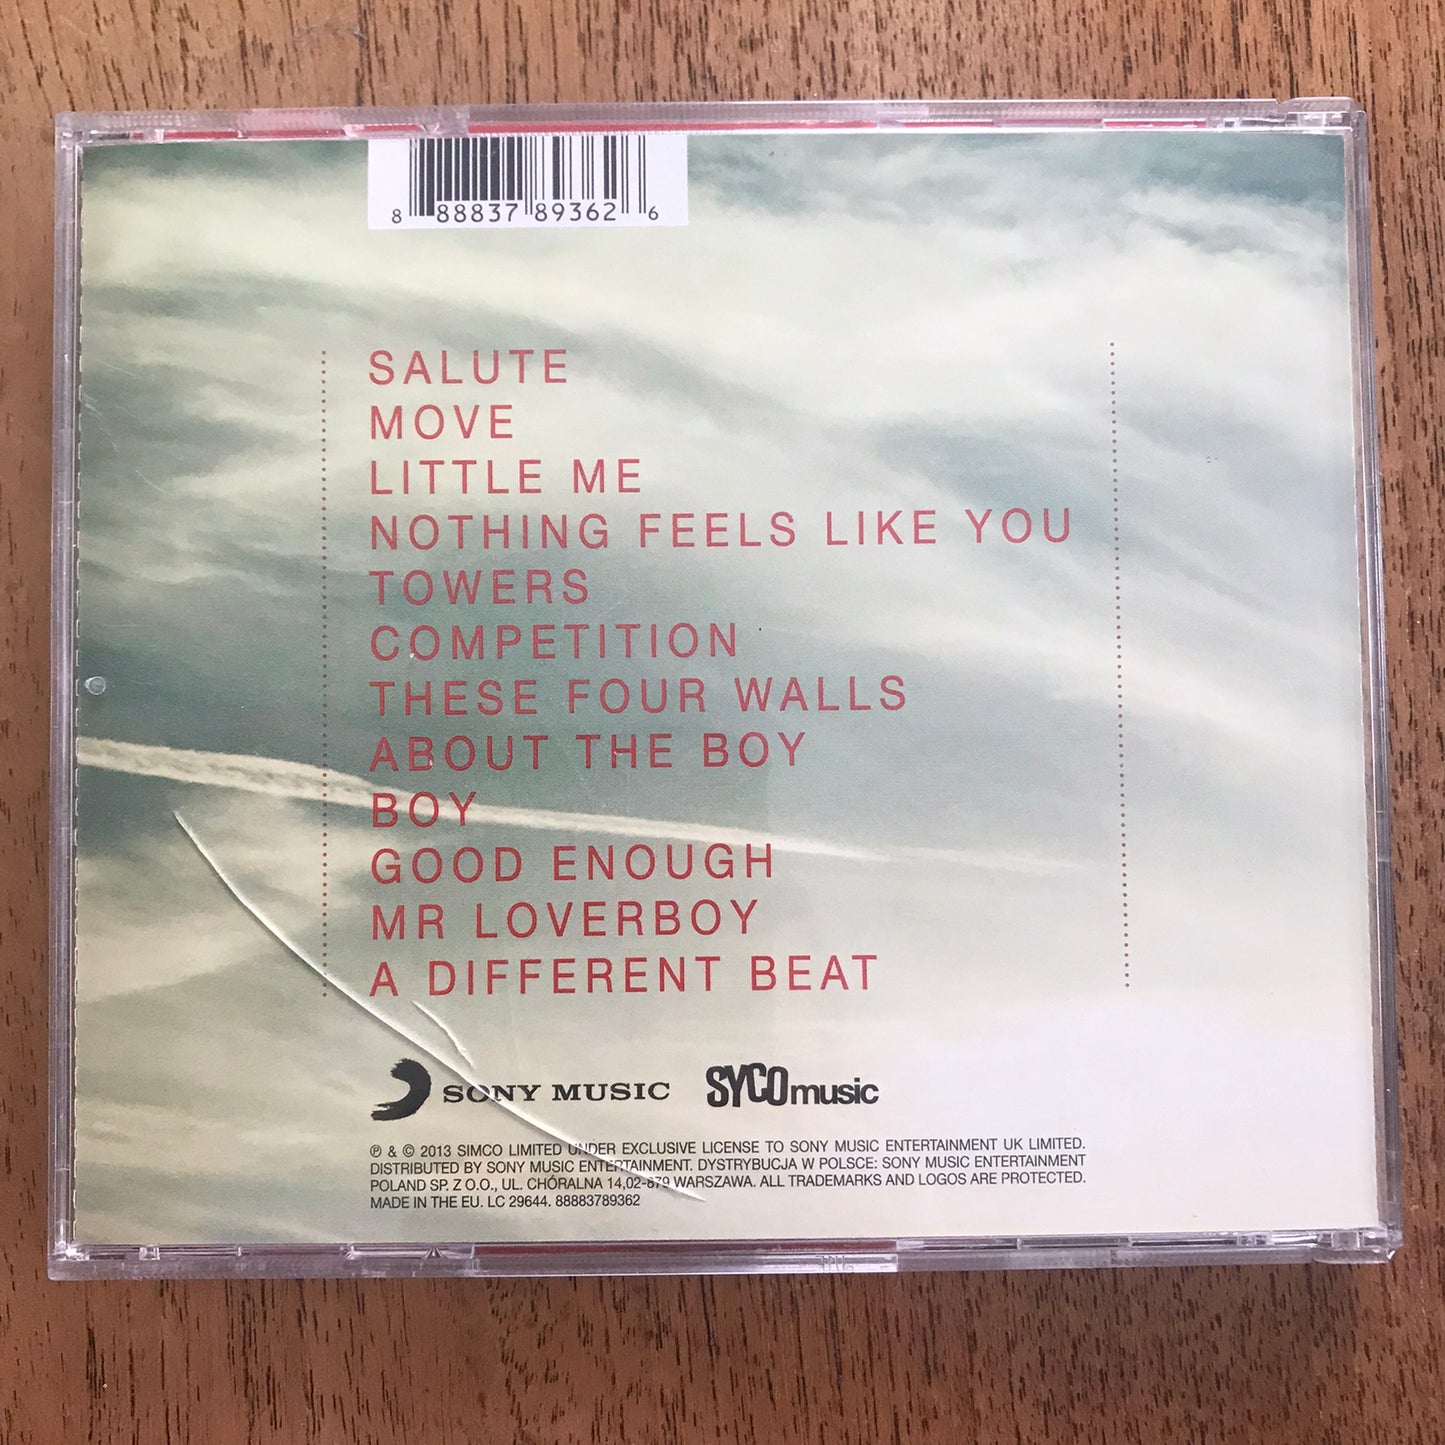 8 88837 89362 6
SALUTE
MOVE
LITTLE ME
NOTHING FEELS LIKE YOU
TOWERS
COMPETITION
THESE FOUR WALLS
ABOUT THE BOY
BOY
GOOD ENOUGH
MR LOVERBOY
A DIFFERENT BEAT
SONY MUSIC SYCOmusic
℗ & © 2013 SIMCO LIMITED UNDER EXCLUSIVE LICENSE TO SONY MUSIC ENTERTAINMENT UK LIMITED.
DISTRIBUTED BY SONY MUSIC ENTERTAINMENT. DYSTRYBUCJA W POLSCE: SONY MUSIC ENTERTAINMENT
POLAND SP. Z O.O., UL. CHÓRALNA 14,02-879 WARSZAWA. ALL TRADEMARKS AND LOGOS ARE PROTECTED.
MADE IN THE EU. LC 29644. 88883789362